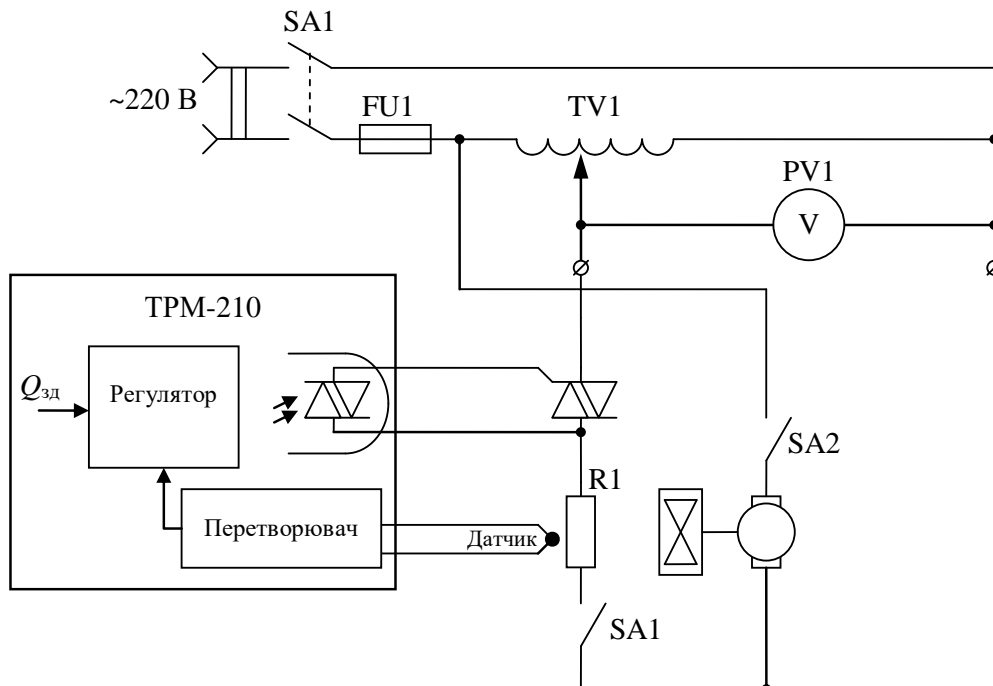 SA1
~220 В
FU1
TV1
PV1
V
ТРМ-210
Qзд
Регулятор
SA2
R1
Перетворювач
Датчик
SA1